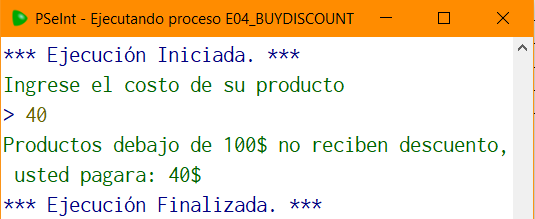 PSeInt - Ejecutando proceso E04_BUYDISCOUNT
*** Ejecución Iniciada. ***
Ingrese el costo de su producto
> 40
Productos debajo de 100$ no reciben descuento,
usted pagara: 40$
*** Ejecución Finalizada. ***